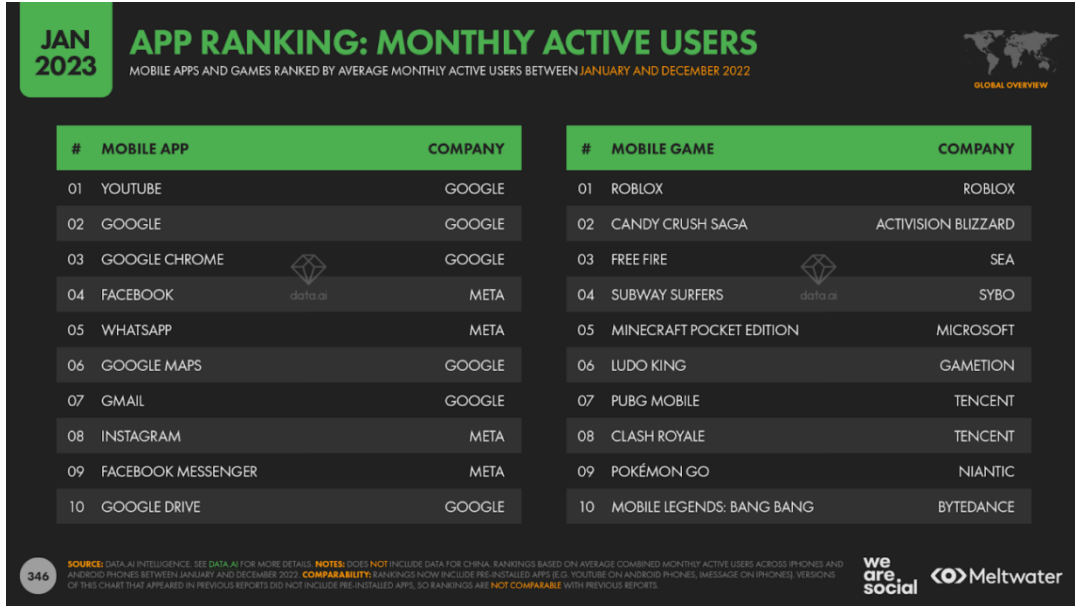 JAN
2023
APP RANKING: MONTHLY ACTIVE USERS
MOBILE APPS AND GAMES RANKED BY AVERAGE MONTHLY ACTIVE USERS BETWEEN JANUARY AND DECEMBER 2022
GLOBAL OVERVIEW
# MOBILE APP COMPANY
01 YOUTUBE GOOGLE
02 GOOGLE GOOGLE
03 GOOGLE CHROME GOOGLE
04 FACEBOOK META
05 WHATSAPP META
06 GOOGLE MAPS GOOGLE
07 GMAIL GOOGLE
08 INSTAGRAM META
09 FACEBOOK MESSENGER META
10 GOOGLE DRIVE GOOGLE
data.ai
# MOBILE GAME COMPANY
01 ROBLOX ROBLOX
02 CANDY CRUSH SAGA ACTIVISION BLIZZARD
03 FREE FIRE SEA
04 SUBWAY SURFERS SYBO
05 MINECRAFT POCKET EDITION MICROSOFT
06 LUDO KING GAMETION
07 PUBG MOBILE TENCENT
08 CLASH ROYALE TENCENT
09 POKÉMON GO NIANTIC
10 MOBILE LEGENDS: BANG BANG BYTEDANCE
data.ai
346
SOURCE: DATA.AI INTELLIGENCE. SEE DATA.AI FOR MORE DETAILS. NOTES: DOES NOT INCLUDE DATA FOR CHINA. RANKINGS BASED ON AVERAGE COMBINED MONTHLY ACTIVE USERS ACROSS IPHONES AND
ANDROID PHONES BETWEEN JANUARY AND DECEMBER 2022. COMPARABILITY: RANKINGS NOW INCLUDE PRE-INSTALLED APPS (E.G. YOUTUBE ON ANDROID PHONES, IMESSAGE ON IPHONES). VERSIONS
OF THIS CHART THAT APPEARED IN PREVIOUS REPORTS DID NOT INCLUDE PRE-INSTALLED APPS, SO RANKINGS ARE NOT COMPARABLE WITH PREVIOUS REPORTS.
we
are.
social
Meltwater